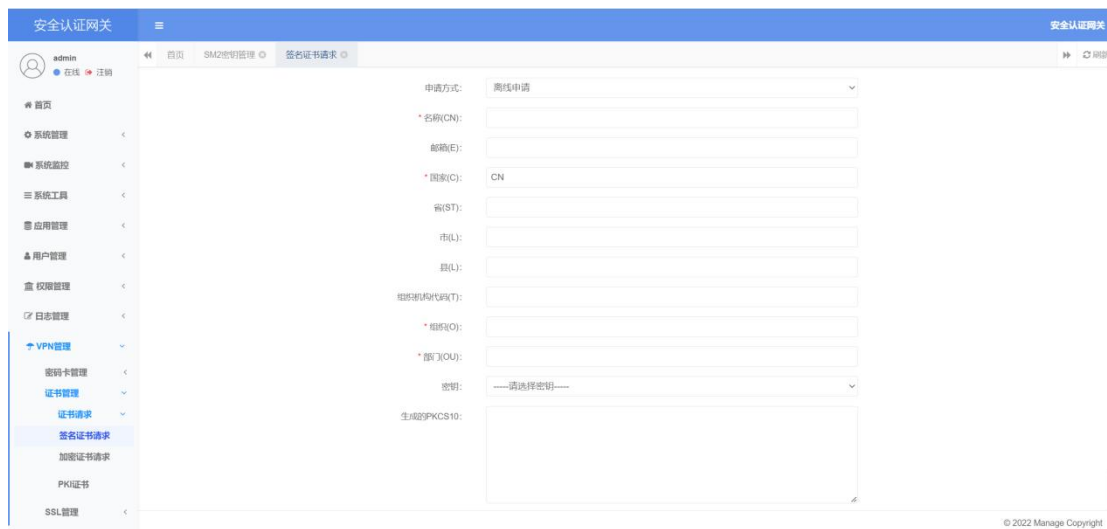 安全认证网关
安全认证网关
admin
在线 注销
首页
SM2密钥管理
签名证书请求
首页
系统管理
系统监控
系统工具
应用管理
用户管理
权限管理
日志管理
VPN管理
密码卡管理
证书管理
证书请求
签名证书请求
加密证书请求
PKI证书
SSL管理
申请方式: 离线申请
* 名称(CN):
邮箱(E):
* 国家(C): CN
省(ST):
市(L):
县(L):
组织机构代码(T):
* 组织(O):
* 部门(OU):
密钥: -----请选择密钥-----
生成的PKCS10:
© 2022 Manage Copyright